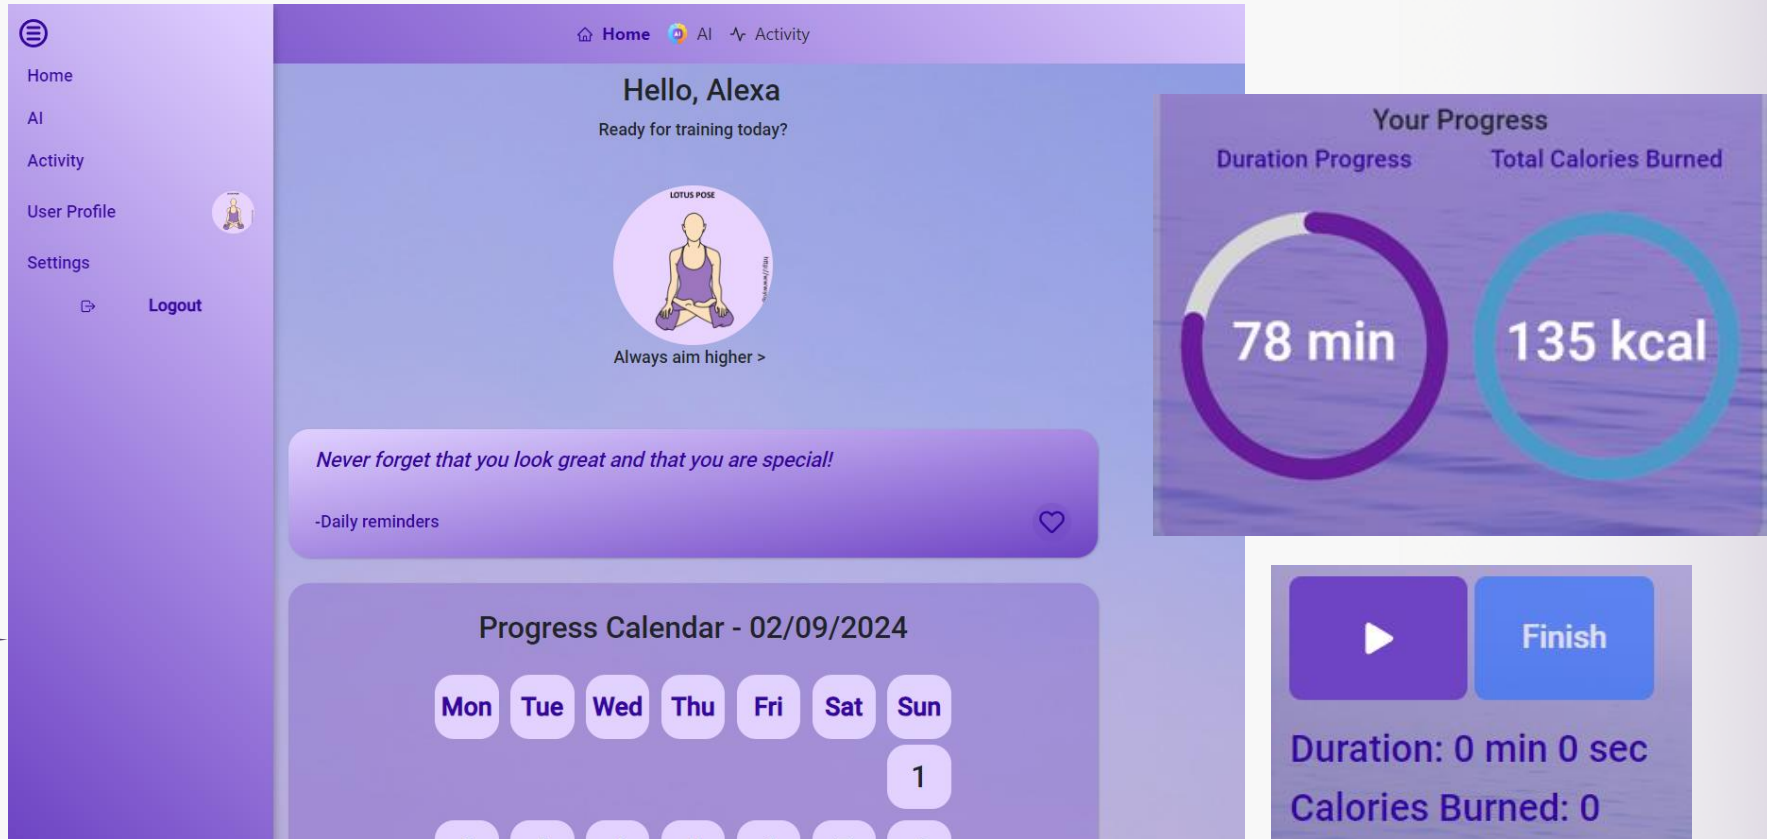 Home
AI
Activity
User Profile
Settings
Logout
Home AI Activity
Hello, Alexa
Ready for training today?
LOTUS POSE
Always aim higher >
Never forget that you look great and that you are special!
-Daily reminders
Progress Calendar - 02/09/2024
Mon Tue Wed Thu Fri Sat Sun
1
Your Progress
Duration Progress Total Calories Burned
78 min 135 kcal
Finish
Duration: 0 min 0 sec
Calories Burned: 0